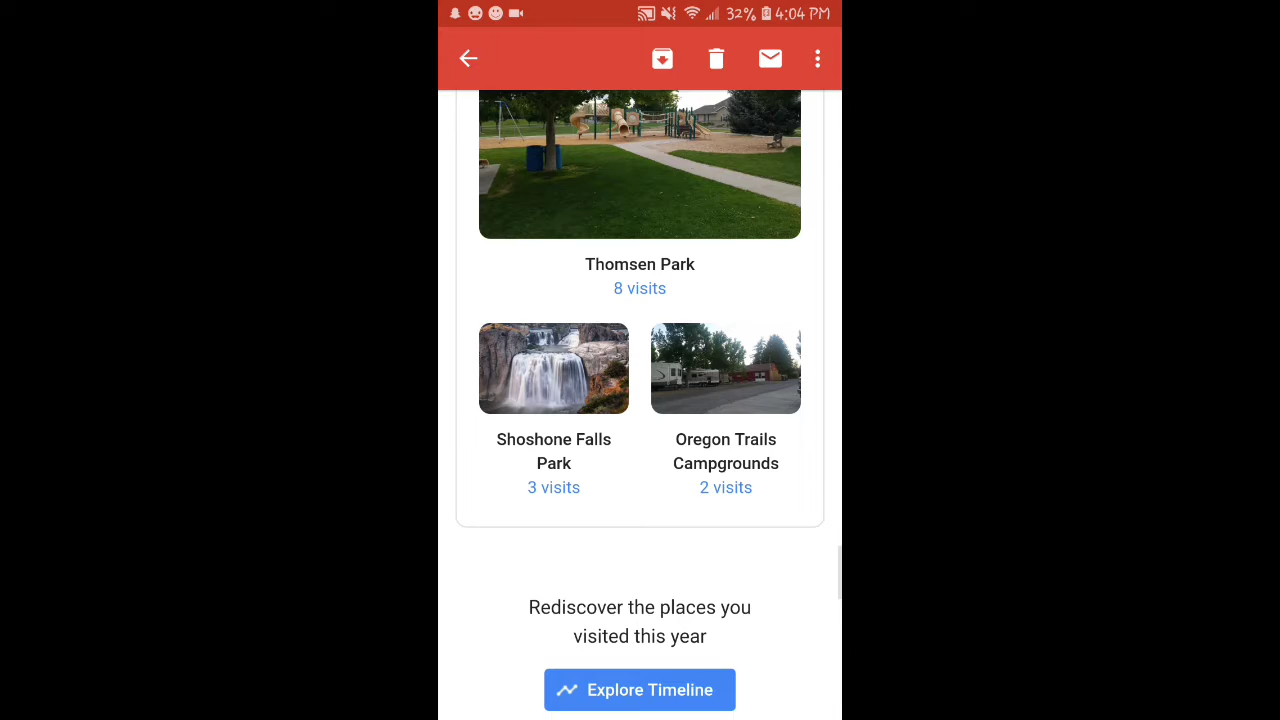 32% 4:04 PM
Thomsen Park
8 visits
Shoshone Falls
Park
3 visits
Oregon Trails
Campgrounds
2 visits
Rediscover the places you
visited this year
Explore Timeline